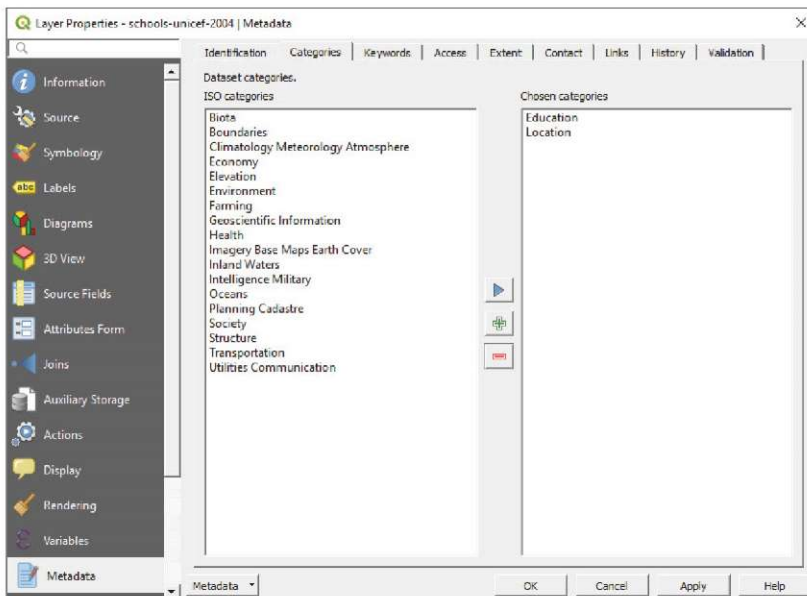 Layer Properties - schools-unicef-2004 | Metadata
Information
Source
Symbology
abc Labels
Diagrams
3D View
Source Fields
Attributes Form
Joins
Auxiliary Storage
Actions
Display
Rendering
Variables
Metadata
Identification Categories Keywords Access Extent Contact Links History Validation
Dataset categories.
ISO categories
Biota
Boundaries
Climatology Meteorology Atmosphere
Economy
Elevation
Environment
Farming
Geoscientific Information
Health
Imagery Base Maps Earth Cover
Inland Waters
Intelligence Military
Oceans
Planning Cadastre
Society
Structure
Transportation
Utilities Communication
Chosen categories
Education
Location
Metadata
OK Cancel Apply Help